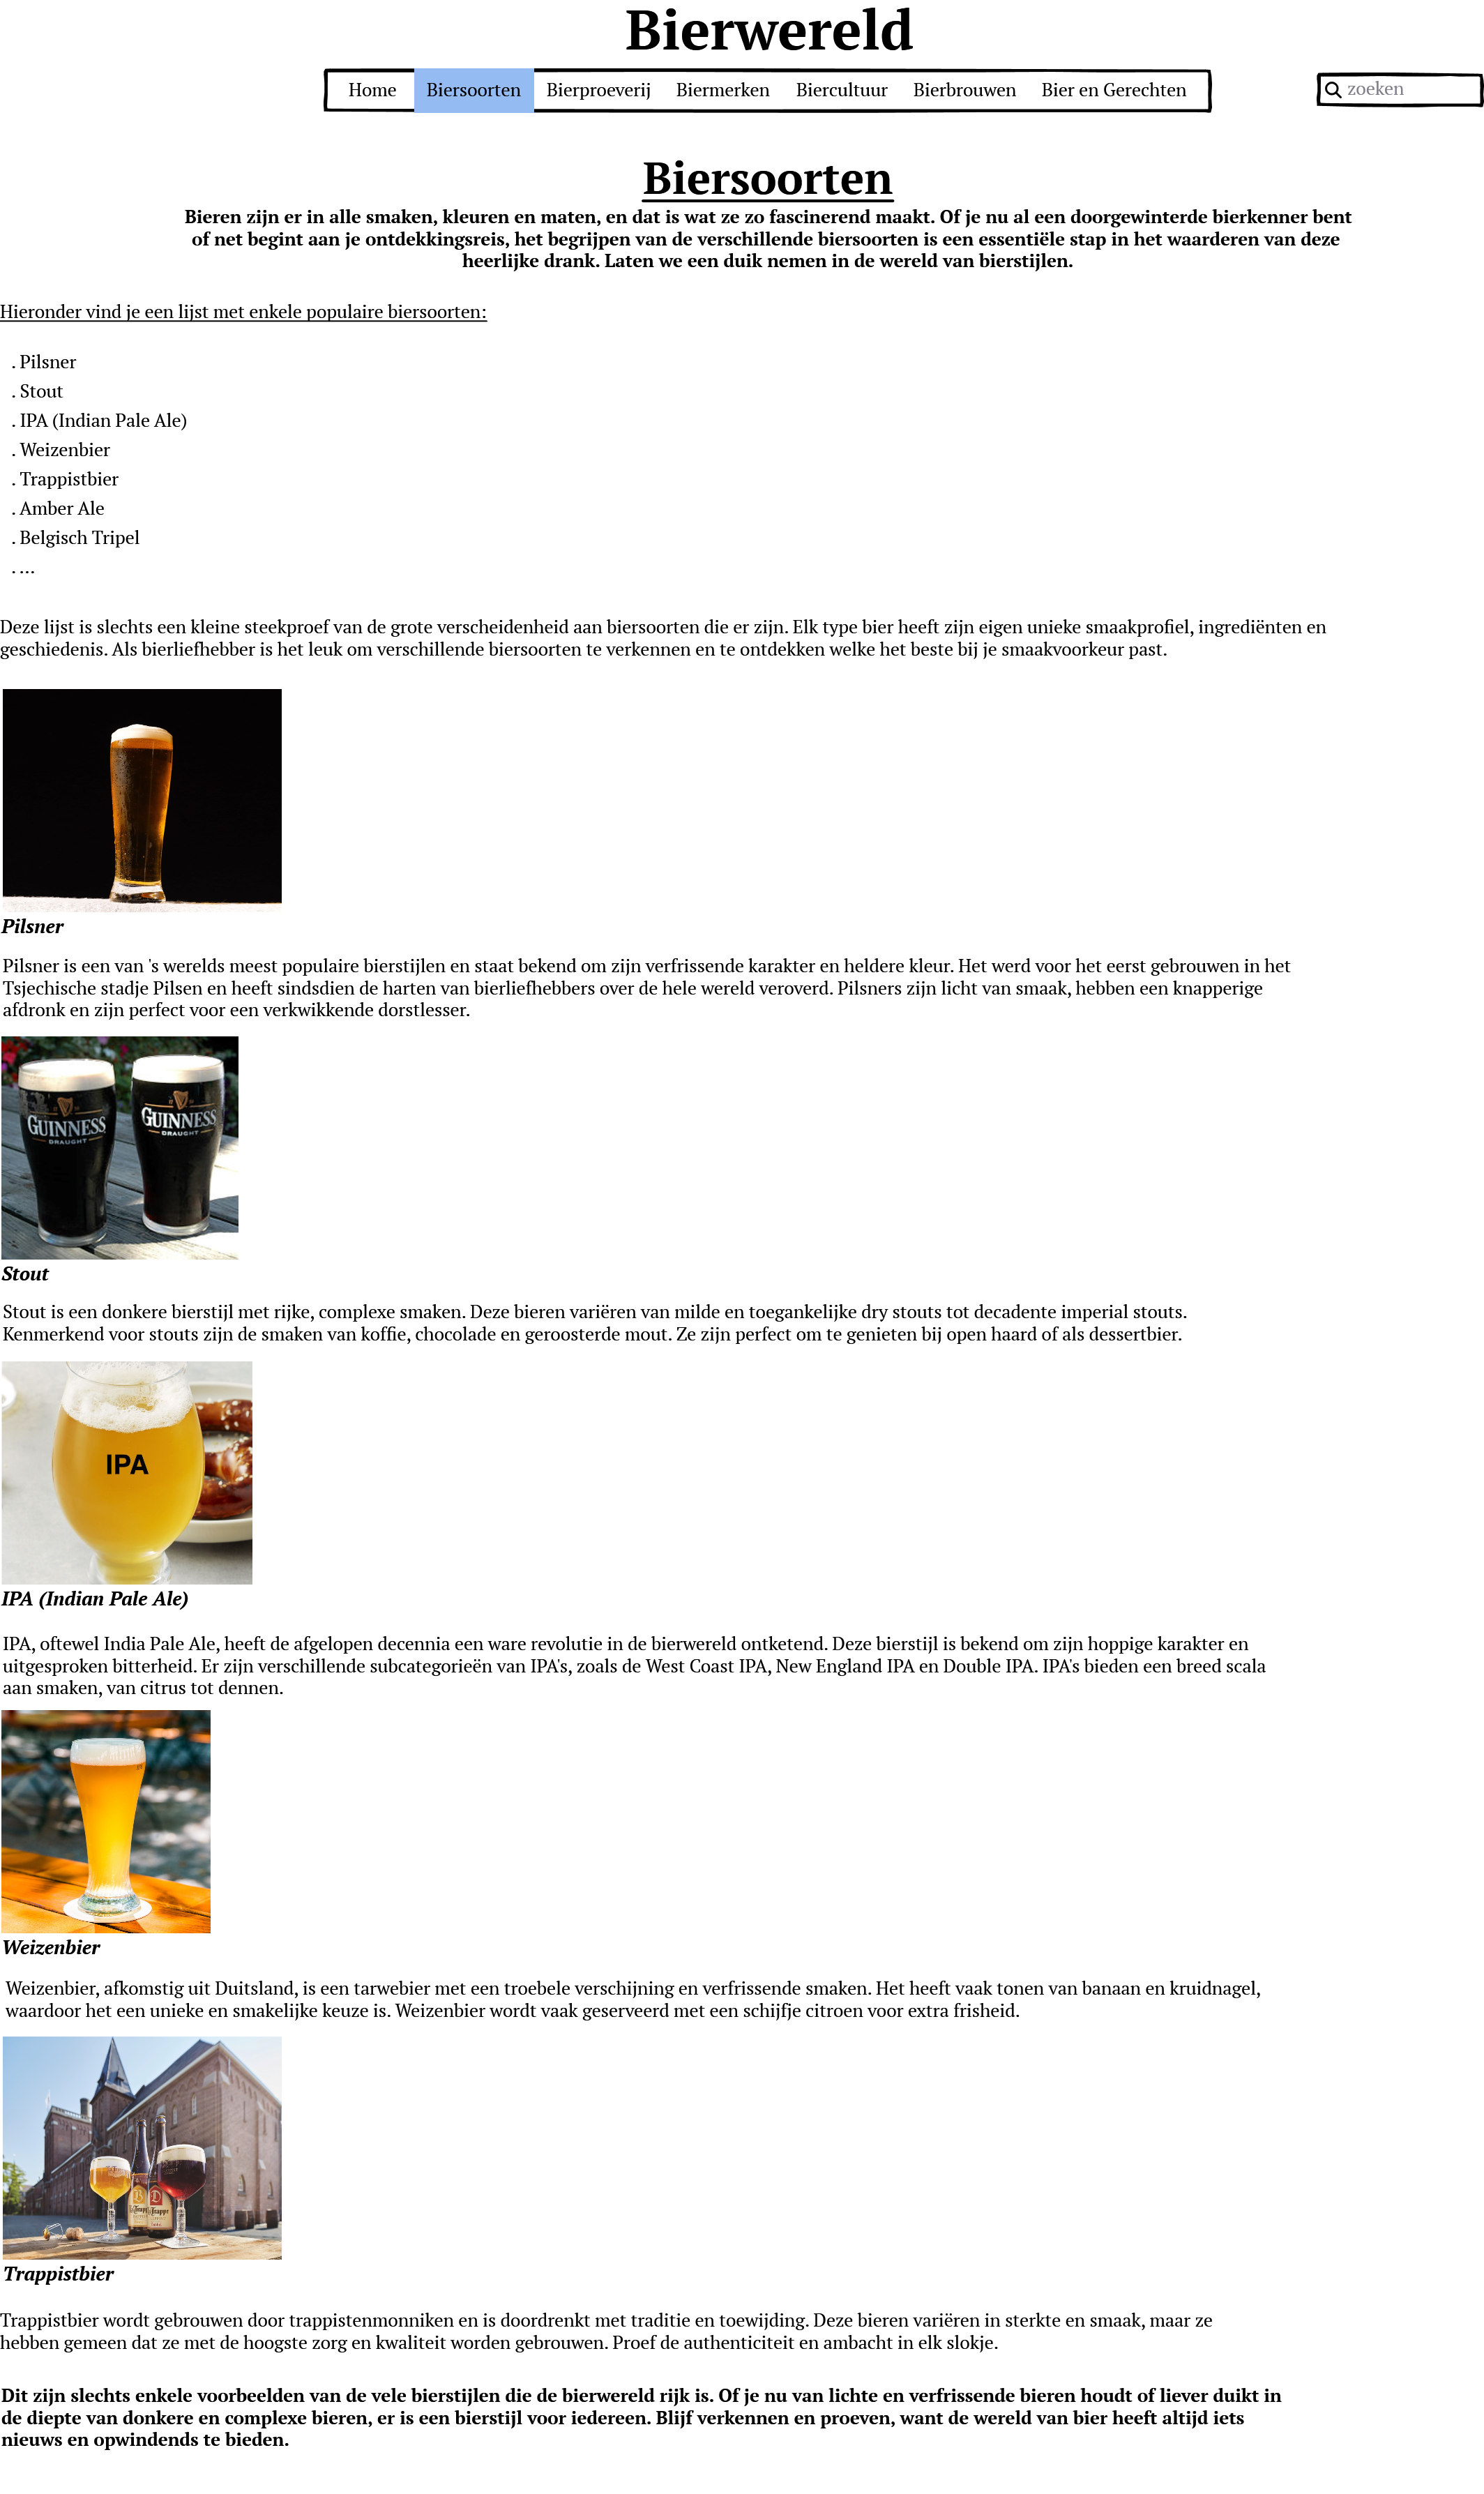 Bierwereld
Home Biersoorten Bierproeverij Biermerken Biercultuur Bierbrouwen Bier en Gerechten
zoeken
Biersoorten
Bieren zijn er in alle smaken, kleuren en maten, en dat is wat ze zo fascinerend maakt. Of je nu al een doorgewinterde bierkenner bent
of net begint aan je ontdekkingsreis, het begrijpen van de verschillende biersoorten is een essentiële stap in het waarderen van deze
heerlijke drank. Laten we een duik nemen in de wereld van bierstijlen.
Hieronder vind je een lijst met enkele populaire biersoorten:
. Pilsner
. Stout
. IPA (Indian Pale Ale)
. Weizenbier
. Trappistbier
. Amber Ale
. Belgisch Tripel
. ...
Deze lijst is slechts een kleine steekproef van de grote verscheidenheid aan biersoorten die er zijn. Elk type bier heeft zijn eigen unieke smaakprofiel, ingrediënten en
geschiedenis. Als bierliefhebber is het leuk om verschillende biersoorten te verkennen en te ontdekken welke het beste bij je smaakvoorkeur past.
Pilsner
Pilsner is een van 's werelds meest populaire bierstijlen en staat bekend om zijn verfrissende karakter en heldere kleur. Het werd voor het eerst gebrouwen in het
Tsjechische stadje Pilsen en heeft sindsdien de harten van bierliefhebbers over de hele wereld veroverd. Pilsners zijn licht van smaak, hebben een knapperige
afdronk en zijn perfect voor een verkwikkende dorstlesser.
GUINNESS
DRAUGHT
GUINNESS
DRAUGHT
Stout
Stout is een donkere bierstijl met rijke, complexe smaken. Deze bieren variëren van milde en toegankelijke dry stouts tot decadente imperial stouts.
Kenmerkend voor stouts zijn de smaken van koffie, chocolade en geroosterde mout. Ze zijn perfect om te genieten bij open haard of als dessertbier.
IPA
IPA (Indian Pale Ale)
IPA, oftewel India Pale Ale, heeft de afgelopen decennia een ware revolutie in de bierwereld ontketend. Deze bierstijl is bekend om zijn hoppige karakter en
uitgesproken bitterheid. Er zijn verschillende subcategorieën van IPA's, zoals de West Coast IPA, New England IPA en Double IPA. IPA's bieden een breed scala
aan smaken, van citrus tot dennen.
Weizenbier
Weizenbier, afkomstig uit Duitsland, is een tarwebier met een troebele verschijning en verfrissende smaken. Het heeft vaak tonen van banaan en kruidnagel,
waardoor het een unieke en smakelijke keuze is. Weizenbier wordt vaak geserveerd met een schijfje citroen voor extra frisheid.
Trappistbier
Trappistbier wordt gebrouwen door trappistenmonniken en is doordrenkt met traditie en toewijding. Deze bieren variëren in sterkte en smaak, maar ze
hebben gemeen dat ze met de hoogste zorg en kwaliteit worden gebrouwen. Proef de authenticiteit en ambacht in elk slokje.
Dit zijn slechts enkele voorbeelden van de vele bierstijlen die de bierwereld rijk is. Of je nu van lichte en verfrissende bieren houdt of liever duikt in
de diepte van donkere en complexe bieren, er is een bierstijl voor iedereen. Blijf verkennen en proeven, want de wereld van bier heeft altijd iets
nieuws en opwindends te bieden.